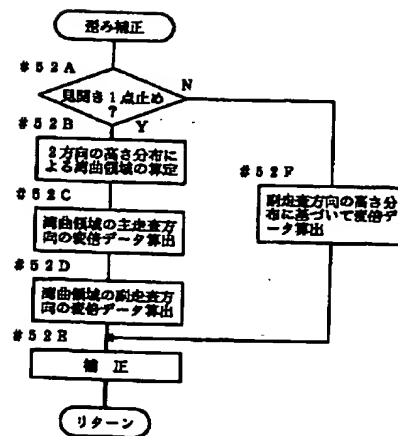 歪み補正
#52A
見開き1点止め
?
N
Y
#52B
2方向の高さ分布に
よる湾曲領域の算定
#52C
湾曲領域の主走査方
向の変倍データ算出
#52D
湾曲領域の副走査方
向の変倍データ算出
#52F
副走査方向の高さ分
布に基づいて変倍デ
ータ算出
#52E
補 正
リターン